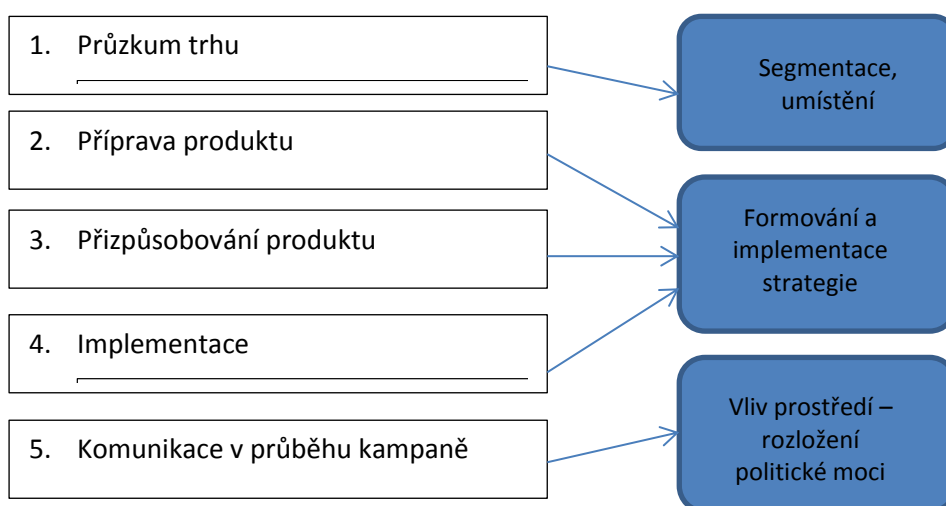 1. Průzkum trhu
2. Příprava produktu
3. Přizpůsobování produktu
4. Implementace
5. Komunikace v průběhu kampaně
Segmentace,
umístění
Formování a
implementace
strategie
Vliv prostředí –
rozložení
politické moci